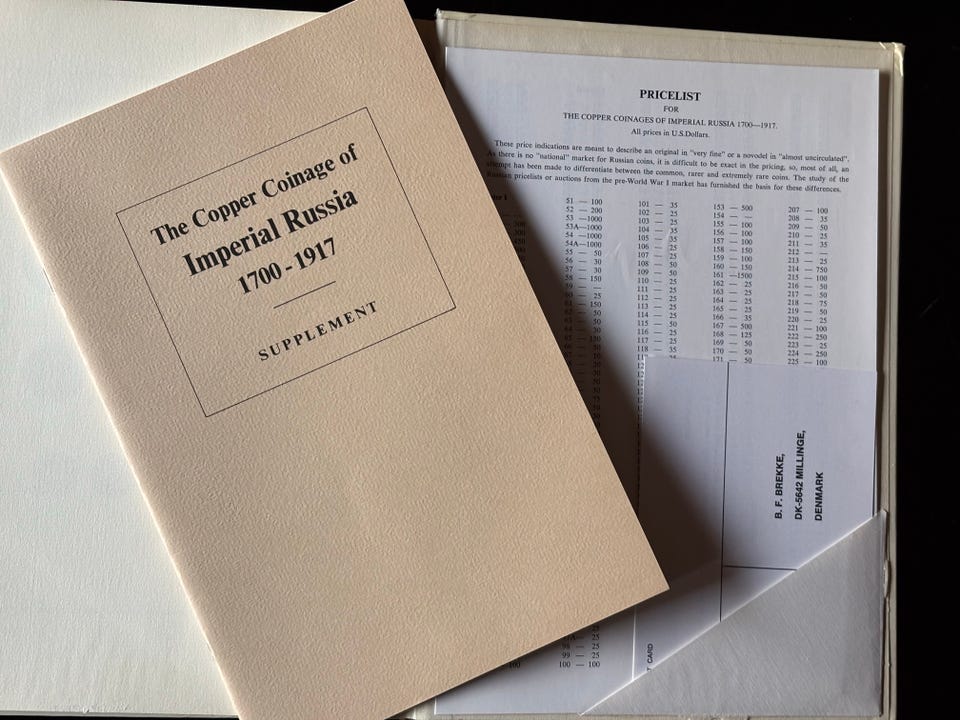 The Copper Coinage of
Imperial Russia
1700 - 1917
SUPPLEMENT
PRICELIST
FOR
THE COPPER COINAGES OF IMPERIAL RUSSIA 1700—1917.
All prices in U.S.Dollars.
These price indications are meant to describe an original in "very fine" or a novodel in "almost uncirculated".
As there is no "national" market for Russian coins, it is difficult to be exact in the pricing, so, most of all, an
attempt has been made to differentiate between the common, rarer and extremely rare coins. The study of the
Russian pricelists or auctions from the pre-World War I market has furnished the basis for these differences.
51 — 100
52 — 200
53 —1000
53A—1000
54 —1000
54A—1000
55 — 50
56 — 30
57 — 30
58 — 150
59 — —
60 — 25
61 — 150
62 — 50
98 — 25
99 — 25
100 — 100
101 — 35
102 — 25
103 — 25
104 — 35
105 — 35
106 — 25
107 — 25
108 — 50
109 — 50
110 — 25
111 — 25
112 — 25
113 — 25
114 — 25
115 — 50
116 — 25
117 — 25
118 — 35
153 — 500
154 — —
155 — 100
156 — 100
157 — 100
158 — 150
159 — 100
160 — 150
161 —1500
162 — 25
163 — 25
164 — 25
165 — 25
166 — 35
167 — 500
168 — 125
169 — 50
170 — 50
171 — 50
207 — 100
208 — 35
209 — 50
210 — 25
211 — 35
212 — —
213 — 25
214 — 750
215 — 100
216 — 50
217 — 50
218 — 75
219 — 50
220 — 25
221 — 100
222 — 250
223 — 25
224 — 250
225 — 100
B. F. BREKKE,
DK-5642 MILLINGE,
DENMARK
CARD